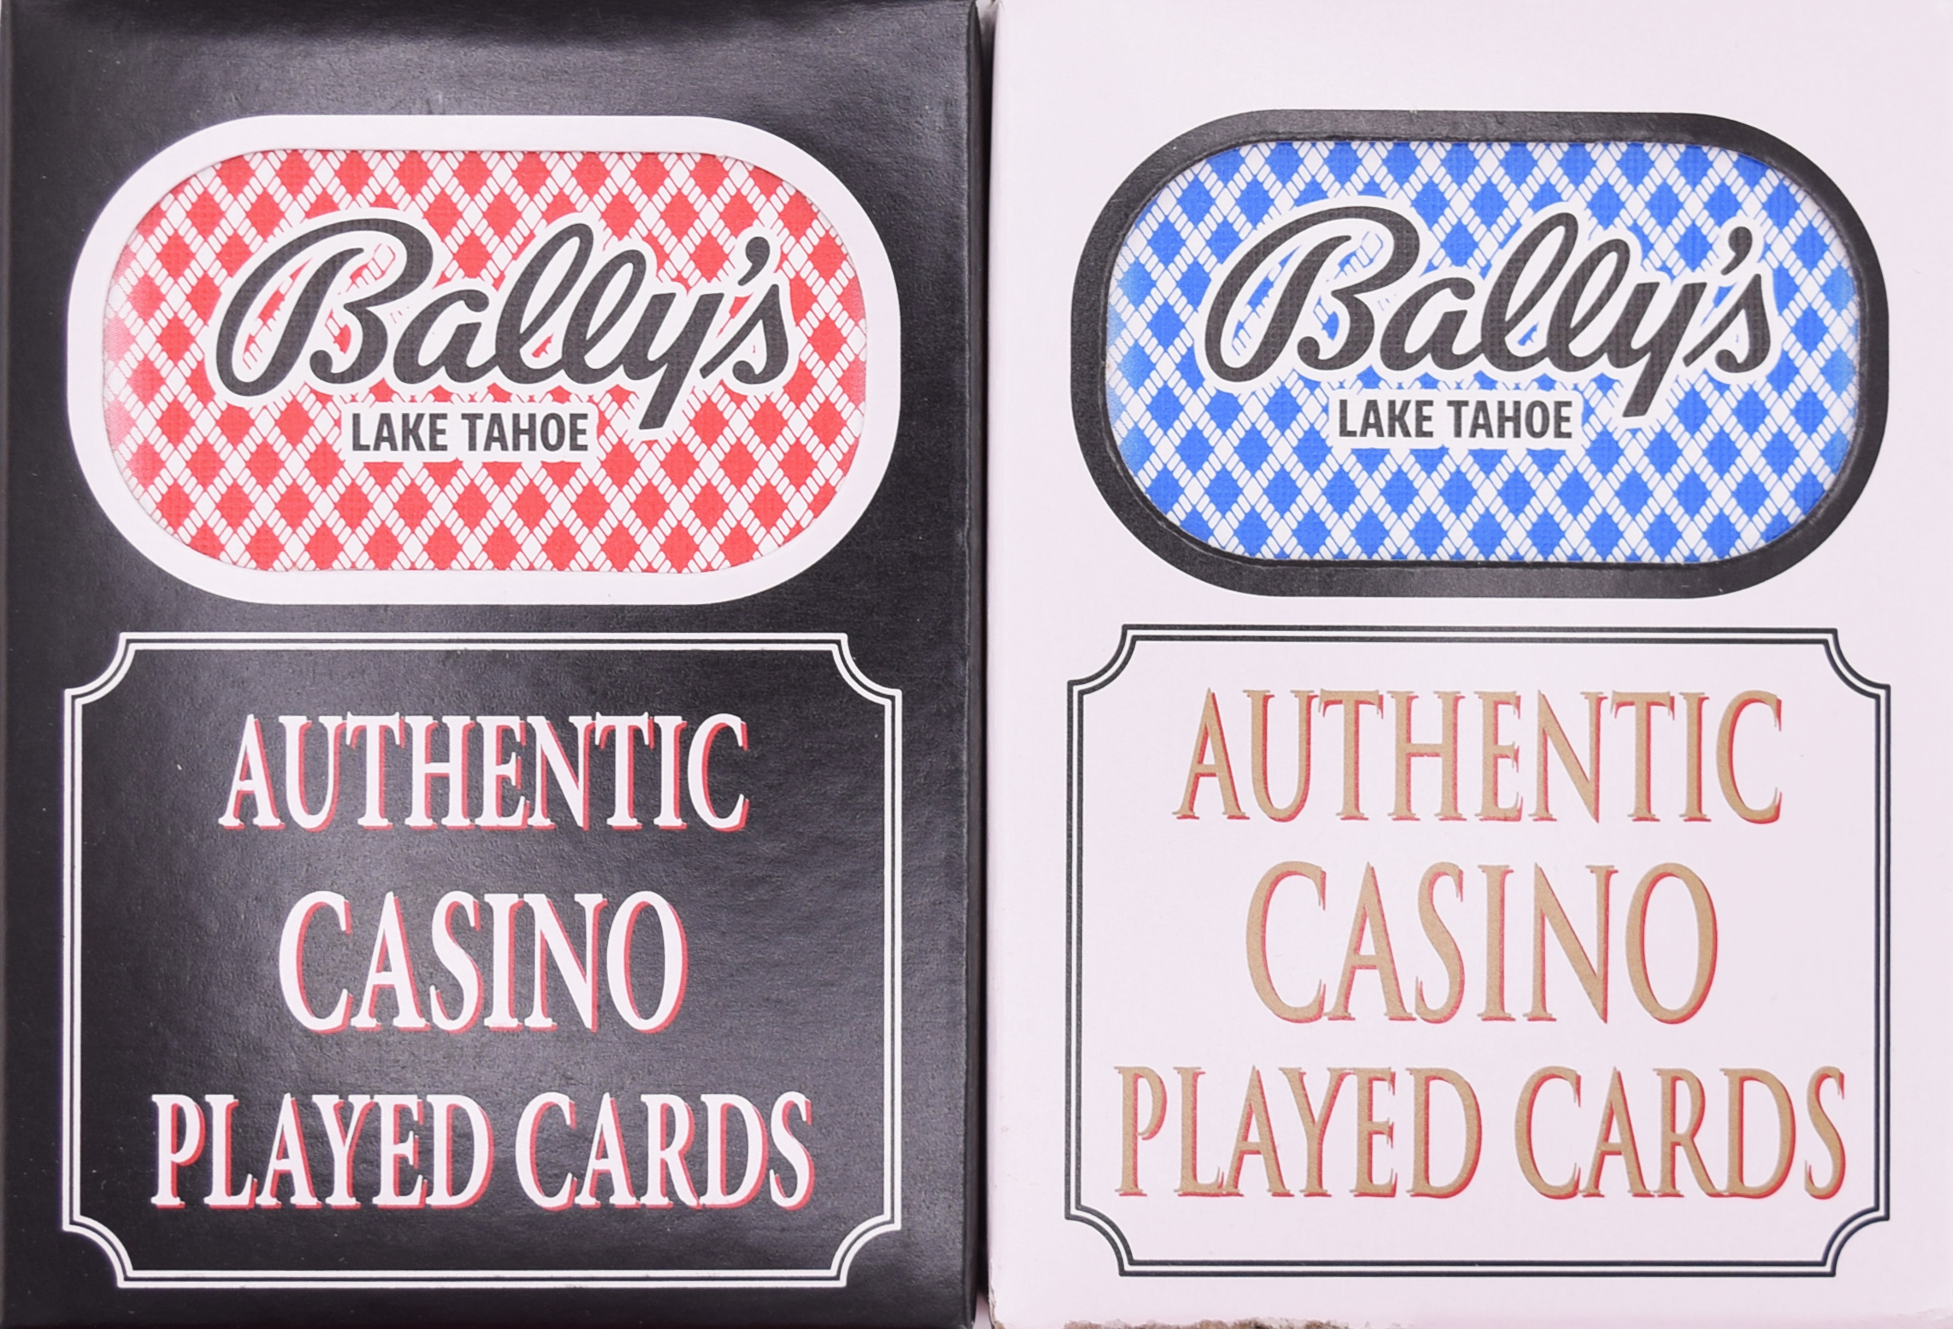 Bally's
LAKE TAHOE
AUTHENTIC
CASINO
PLAYED CARDS
Bally's
LAKE TAHOE
AUTHENTIC
CASINO
PLAYED CARDS